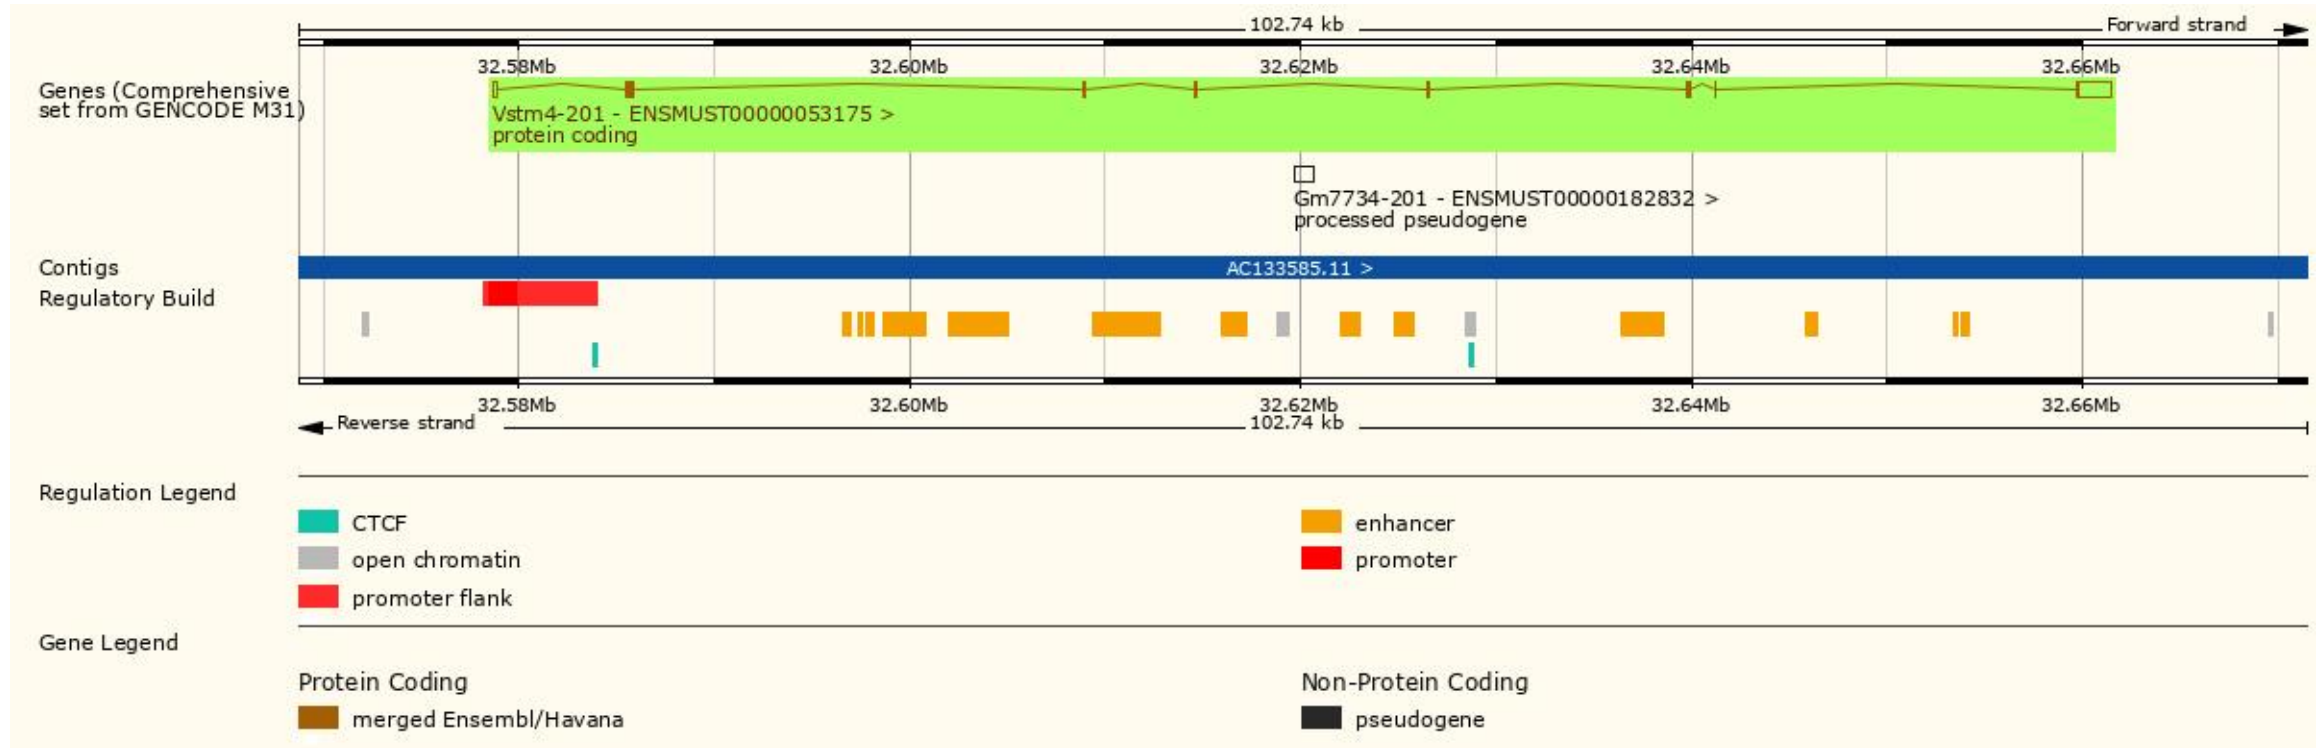 102.74 kb Forward strand
32.58Mb 32.60Mb 32.62Mb 32.64Mb 32.66Mb
Genes (Comprehensive
set from GENCODE M31)
Vstm4-201 - ENSMUST00000053175 >
protein coding
Gm7734-201 - ENSMUST00000182832 >
processed pseudogene
Contigs AC133585.11 >
Regulatory Build
32.58Mb 32.60Mb 32.62Mb 32.64Mb 32.66Mb
Reverse strand 102.74 kb
Regulation Legend
CTCF enhancer
open chromatin promoter
promoter flank
Gene Legend
Protein Coding Non-Protein Coding
merged Ensembl/Havana pseudogene